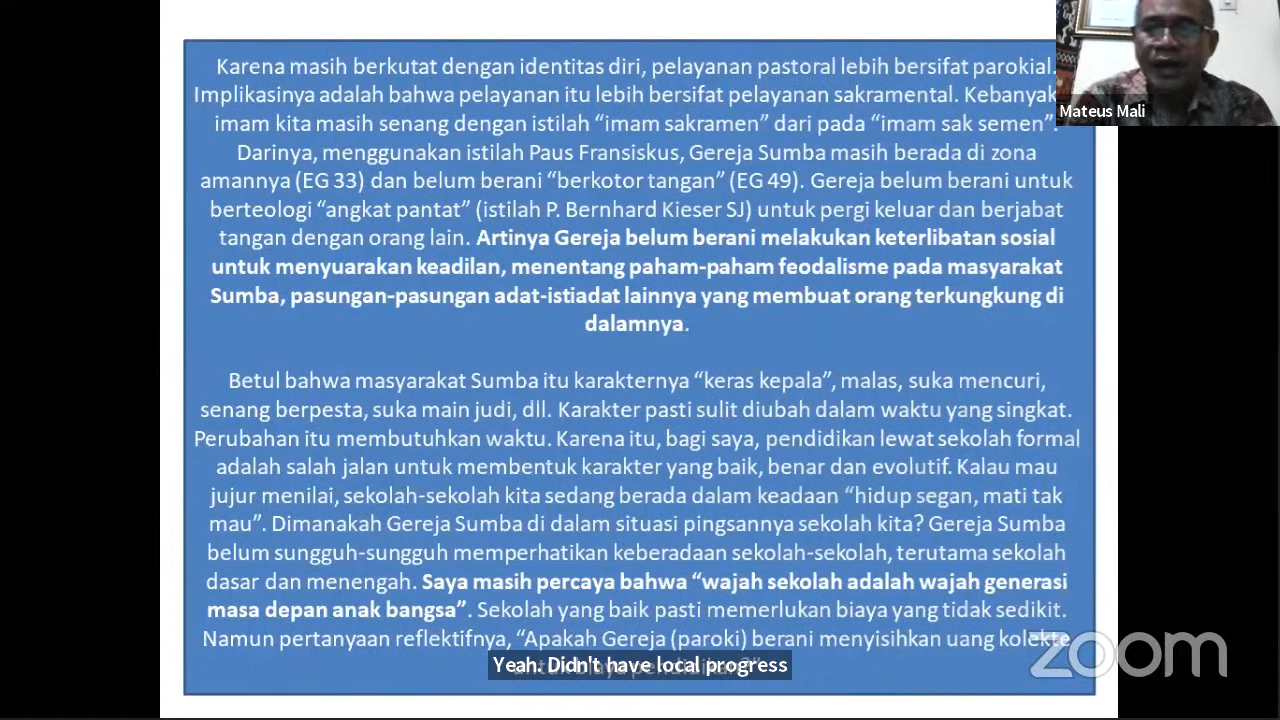 Karena masih berkutat dengan identitas diri, pelayanan pastoral lebih bersifat parokial.
Implikasinya adalah bahwa pelayanan itu lebih bersifat pelayanan sakramental. Kebanyak
imam kita masih senang dengan istilah “imam sakramen” dari pada “imam sak semen”.
Darinya, menggunakan istilah Paus Fransiskus, Gereja Sumba masih berada di zona
amannya (EG 33) dan belum berani “berkotor tangan” (EG 49). Gereja belum berani untuk
berteologi “angkat pantat” (istilah P. Bernhard Kieser SJ) untuk pergi keluar dan berjabat
tangan dengan orang lain. Artinya Gereja belum berani melakukan keterlibatan sosial
untuk menyuarakan keadilan, menentang paham-paham feodalisme pada masyarakat
Sumba, pasungan-pasungan adat-istiadat lainnya yang membuat orang terkungkung di
dalamnya.
Betul bahwa masyarakat Sumba itu karakternya “keras kepala”, malas, suka mencuri,
senang berpesta, suka main judi, dll. Karakter pasti sulit diubah dalam waktu yang singkat.
Perubahan itu membutuhkan waktu. Karena itu, bagi saya, pendidikan lewat sekolah formal
adalah salah jalan untuk membentuk karakter yang baik, benar dan evolutif. Kalau mau
jujur menilai, sekolah-sekolah kita sedang berada dalam keadaan “hidup segan, mati tak
mau”. Dimanakah Gereja Sumba di dalam situasi pingsannya sekolah kita? Gereja Sumba
belum sungguh-sungguh memperhatikan keberadaan sekolah-sekolah, terutama sekolah
dasar dan menengah. Saya masih percaya bahwa “wajah sekolah adalah wajah generasi
masa depan anak bangsa”. Sekolah yang baik pasti memerlukan biaya yang tidak sedikit.
Namun pertanyaan reflektifnya, “Apakah Gereja (paroki) berani menyisihkan uang kolekte
Yeah. Didn't have local progress
Mateus Mali
zoom